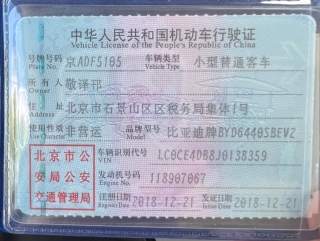 中华人民共和国机动车行驶证
Vehicle License of the People's Republic of China
号牌号码 京ADF5105 车辆类型 小型普通客车
Plate No. Vehicle Type
所有人 敬译邗
Owner
住址 北京市石景山区区税务局集体1号
Address
使用性质 非营运 品牌型号 比亚迪牌BYD6440SBEV2
Use Character Model
北京市公安局公安交通管理局
车辆识别代号 LC0CE4DB8J0138359
VIN
发动机号码 118907067
Engine No.
注册日期 2018-12-21 发证日期 2018-12-21
Register Date Issue Date